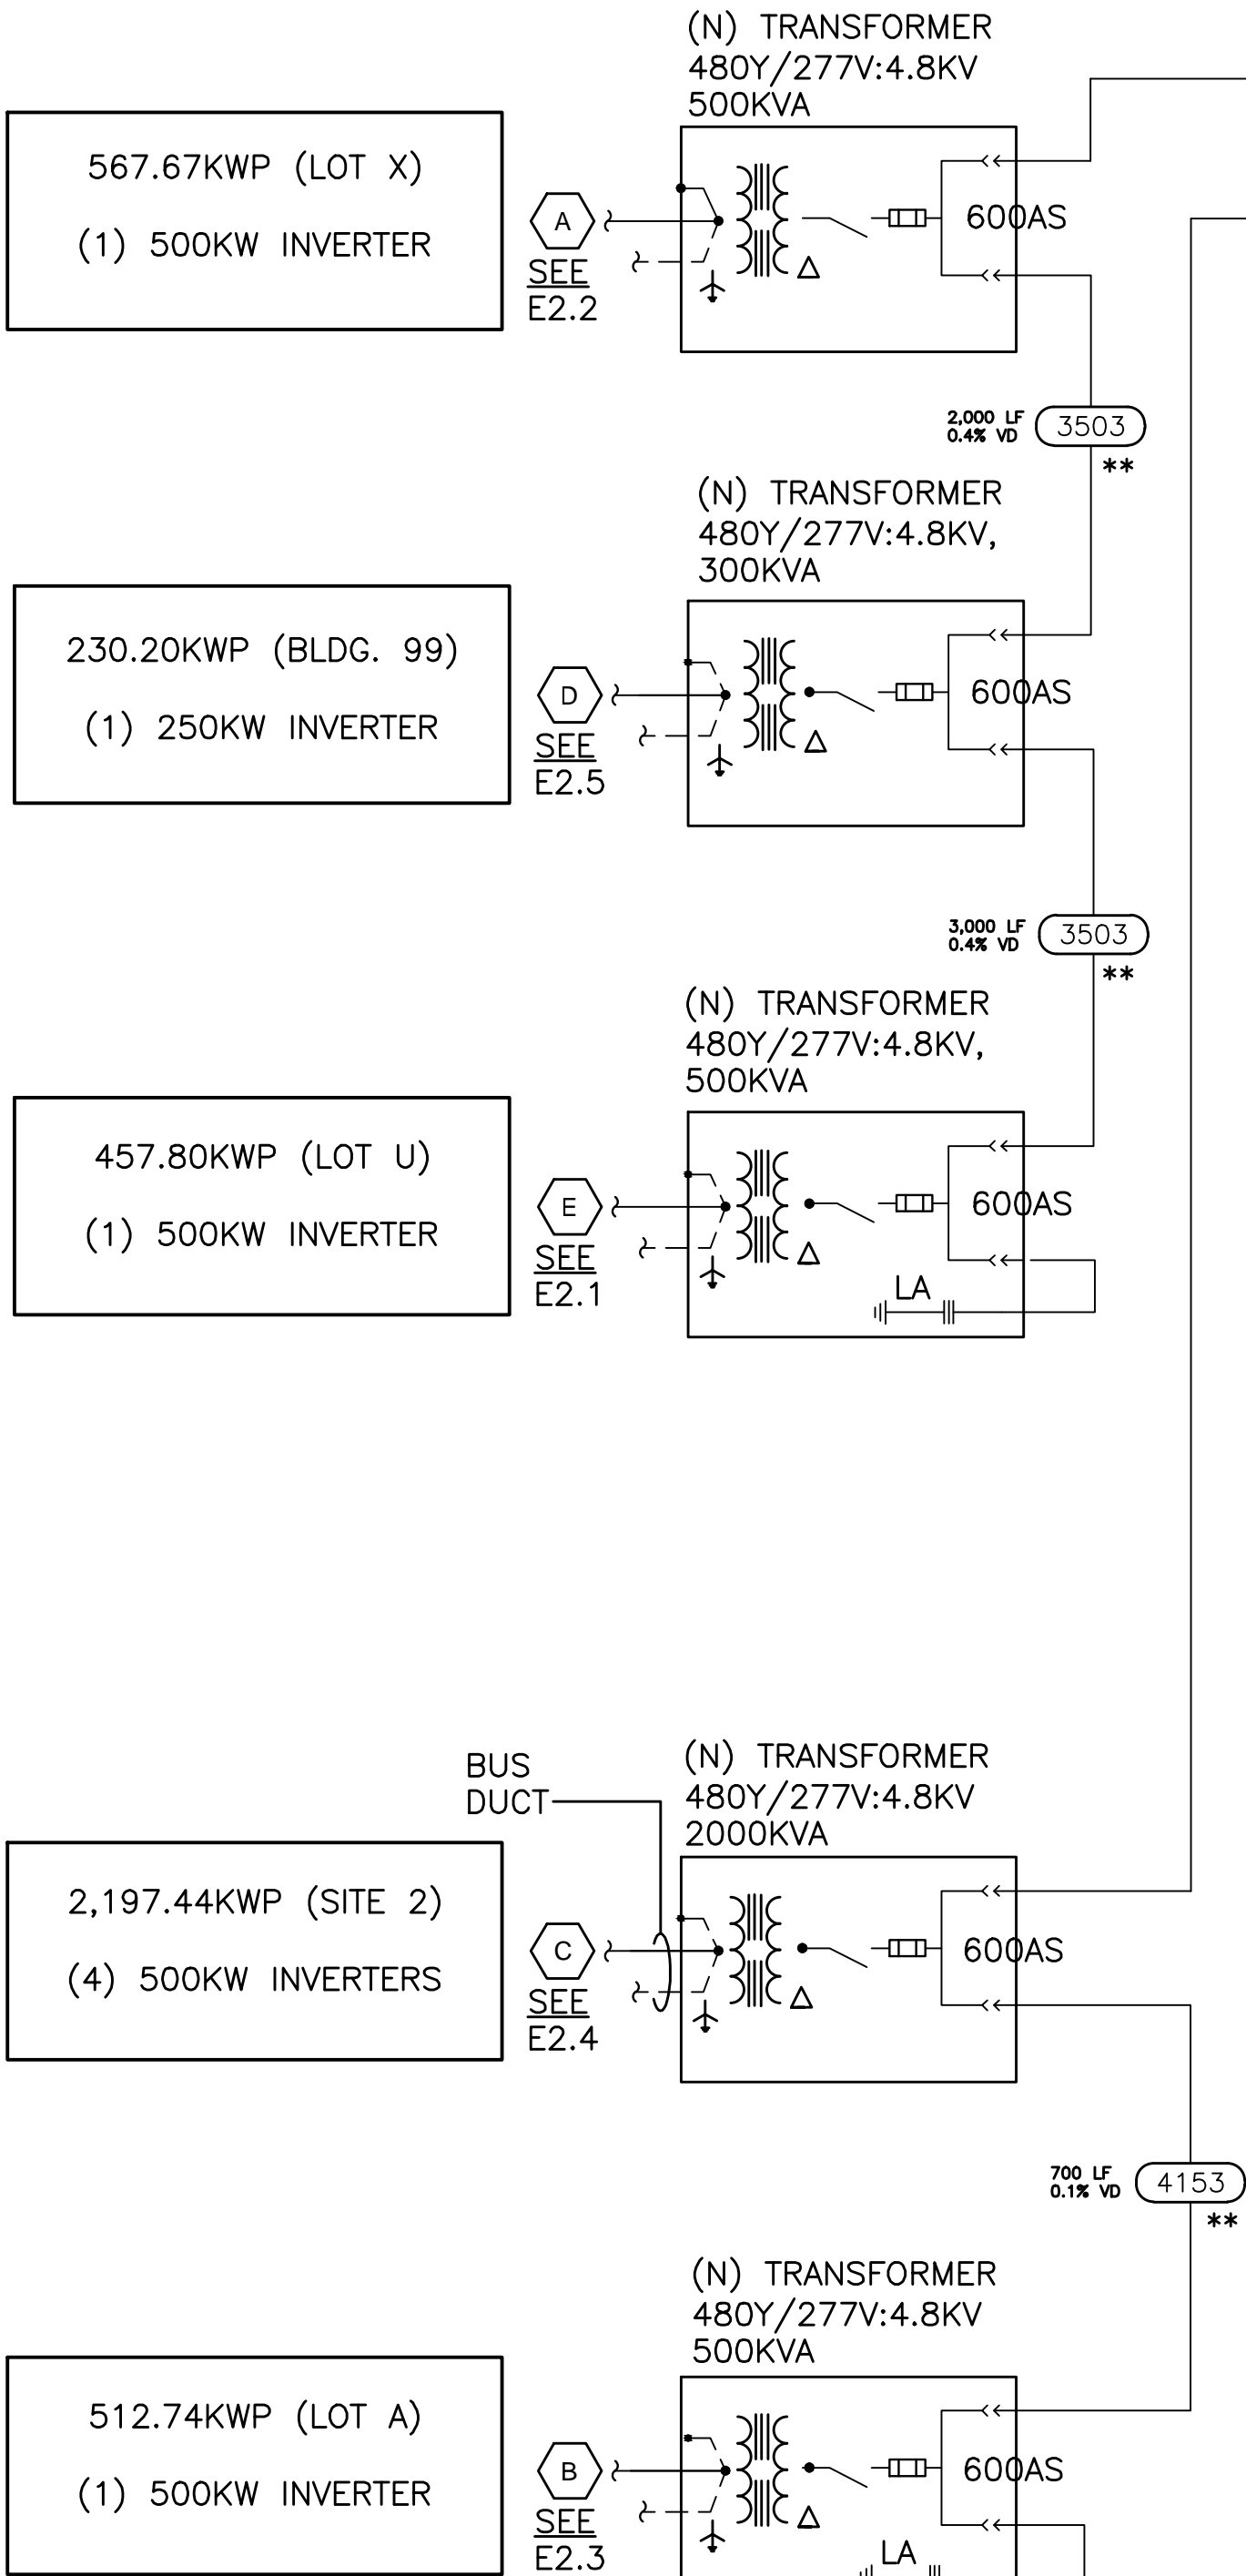 (N) TRANSFORMER
480Y/277V:4.8KV
500KVA
567.67KWP (LOT X)
(1) 500KW INVERTER
A
SEE
E2.2
600AS
2,000 LF
0.4% VD
3503
**
(N) TRANSFORMER
480Y/277V:4.8KV,
300KVA
230.20KWP (BLDG. 99)
(1) 250KW INVERTER
D
SEE
E2.5
600AS
3,000 LF
0.4% VD
3503
**
(N) TRANSFORMER
480Y/277V:4.8KV,
500KVA
457.80KWP (LOT U)
(1) 500KW INVERTER
E
SEE
E2.1
600AS
LA
BUS
DUCT
(N) TRANSFORMER
480Y/277V:4.8KV
2000KVA
2,197.44KWP (SITE 2)
(4) 500KW INVERTERS
C
SEE
E2.4
600AS
700 LF
0.1% VD
4153
**
(N) TRANSFORMER
480Y/277V:4.8KV
500KVA
512.74KWP (LOT A)
(1) 500KW INVERTER
B
SEE
E2.3
600AS
LA